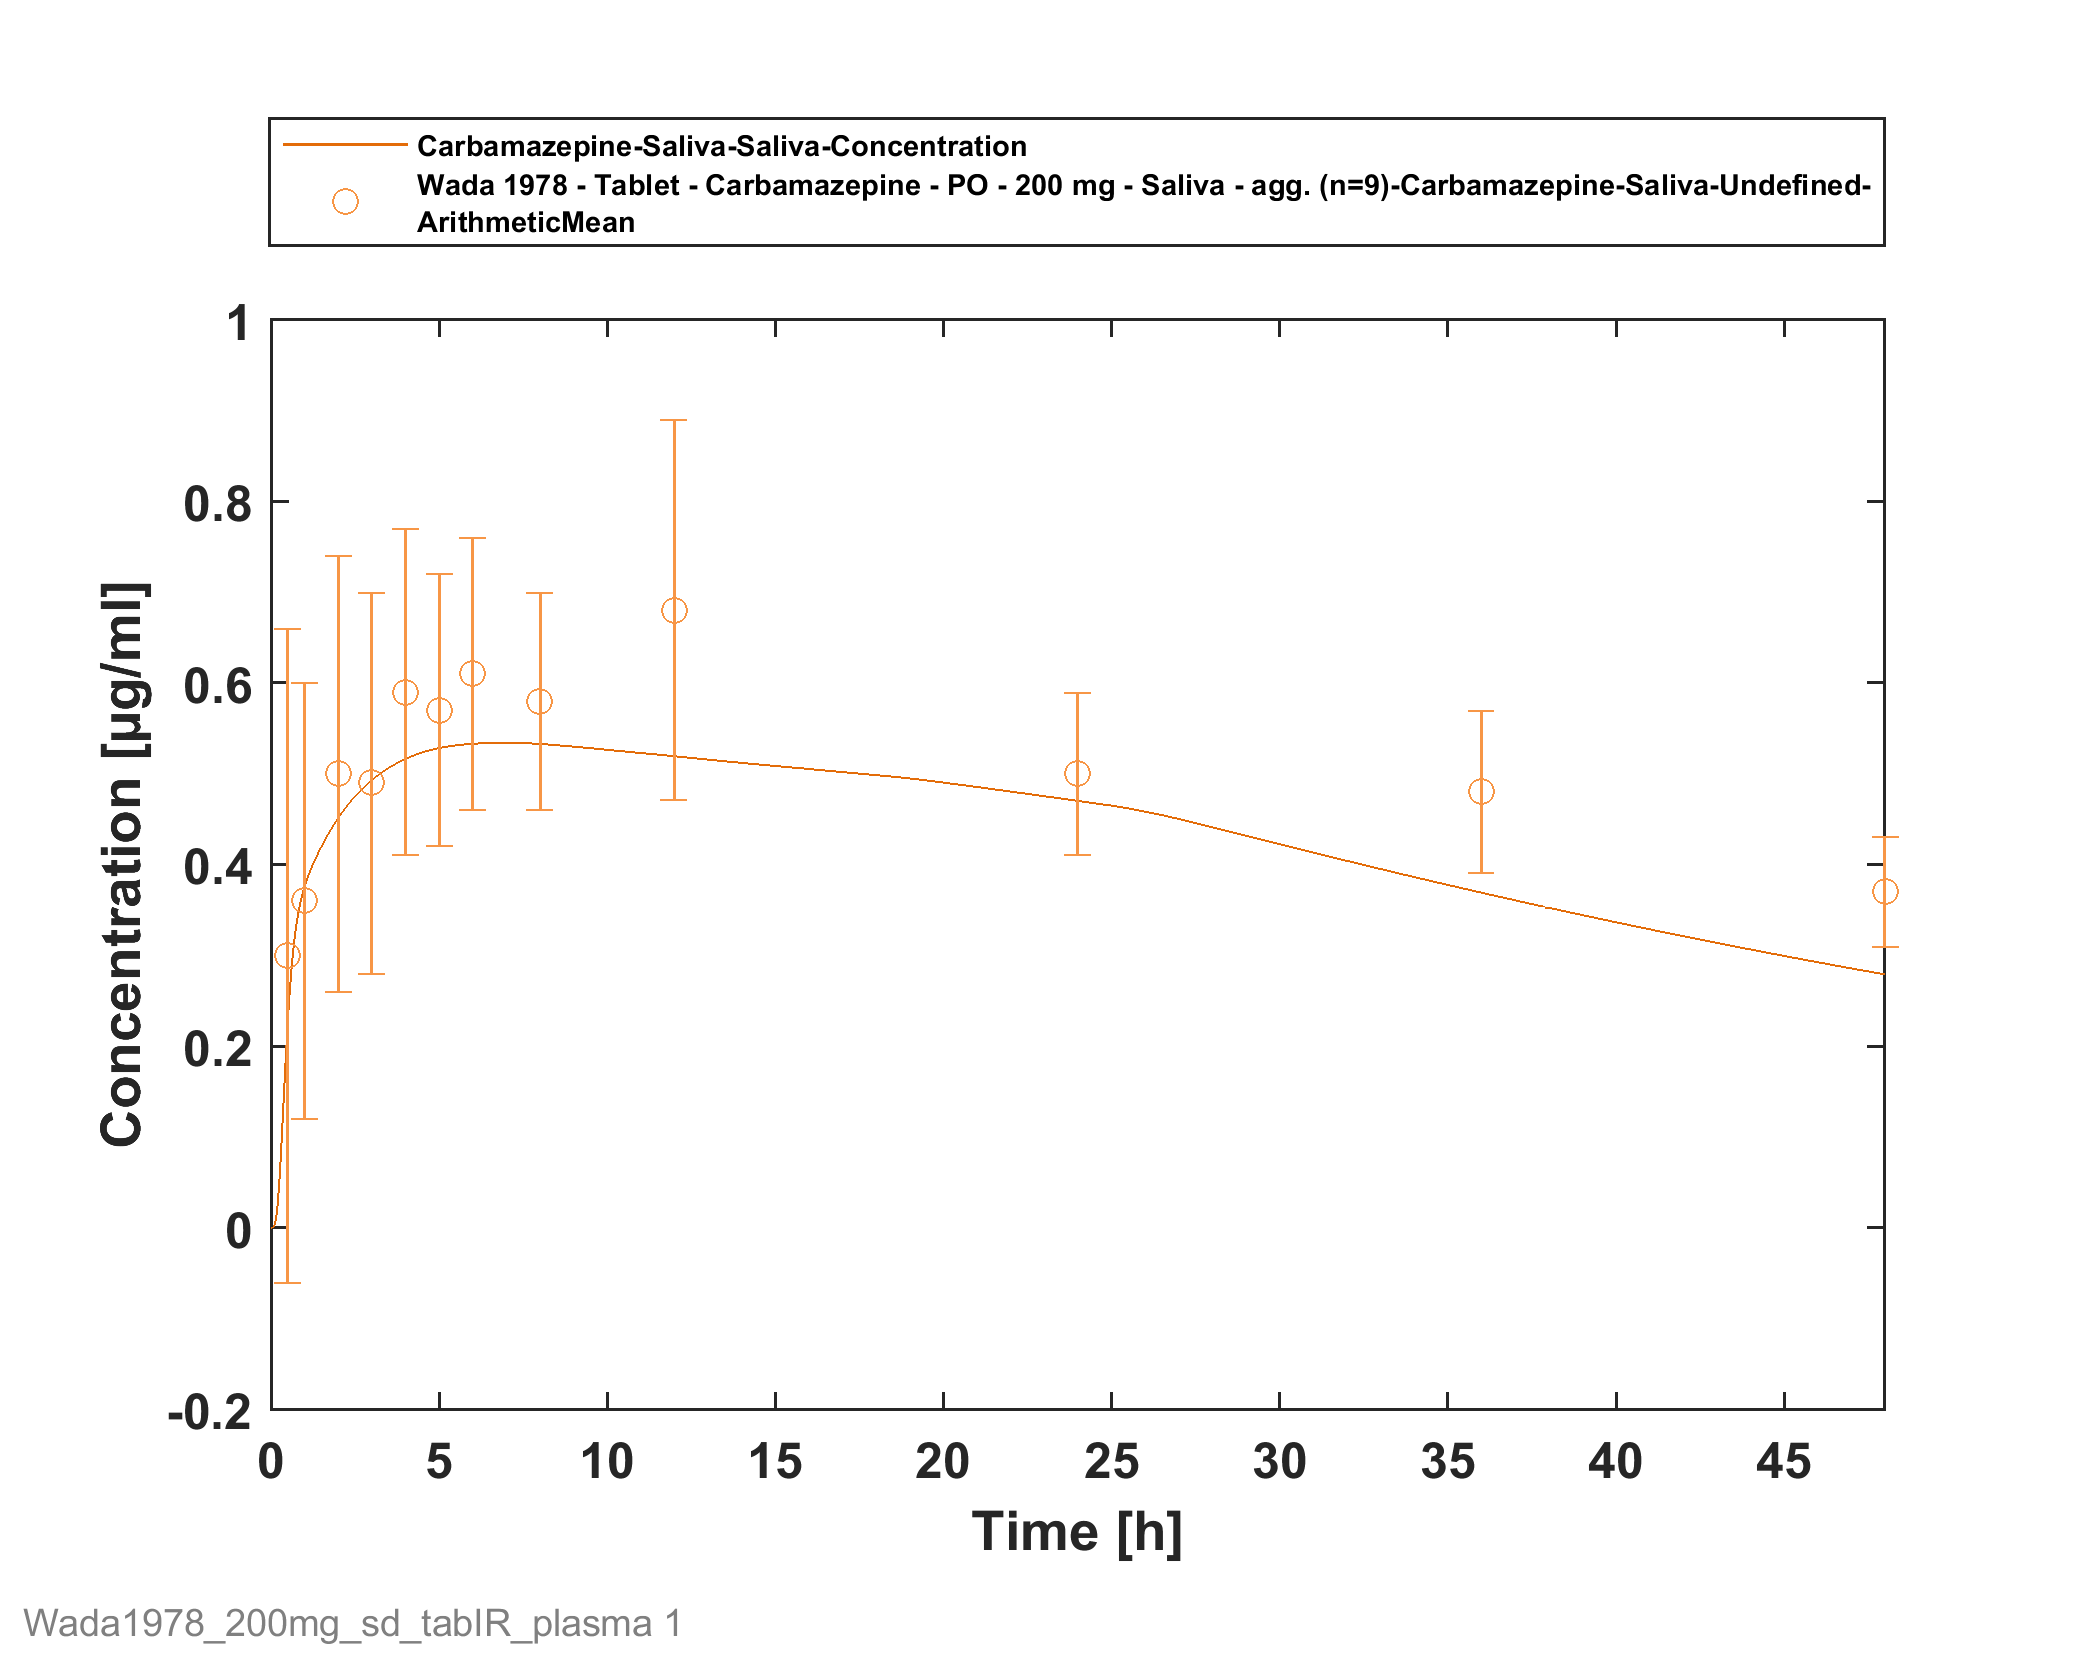 Carbamazepine-Saliva-Saliva-Concentration
Wada 1978 - Tablet - Carbamazepine - PO - 200 mg - Saliva - agg. (n=9)-Carbamazepine-Saliva-Undefined-
ArithmeticMean
1
0.8
0.6
0.4
0.2
0
-0.2
Concentration [µg/ml]
0 5 10 15 20 25 30 35 40 45
Time [h]
Wada1978_200mg_sd_tabIR_plasma 1